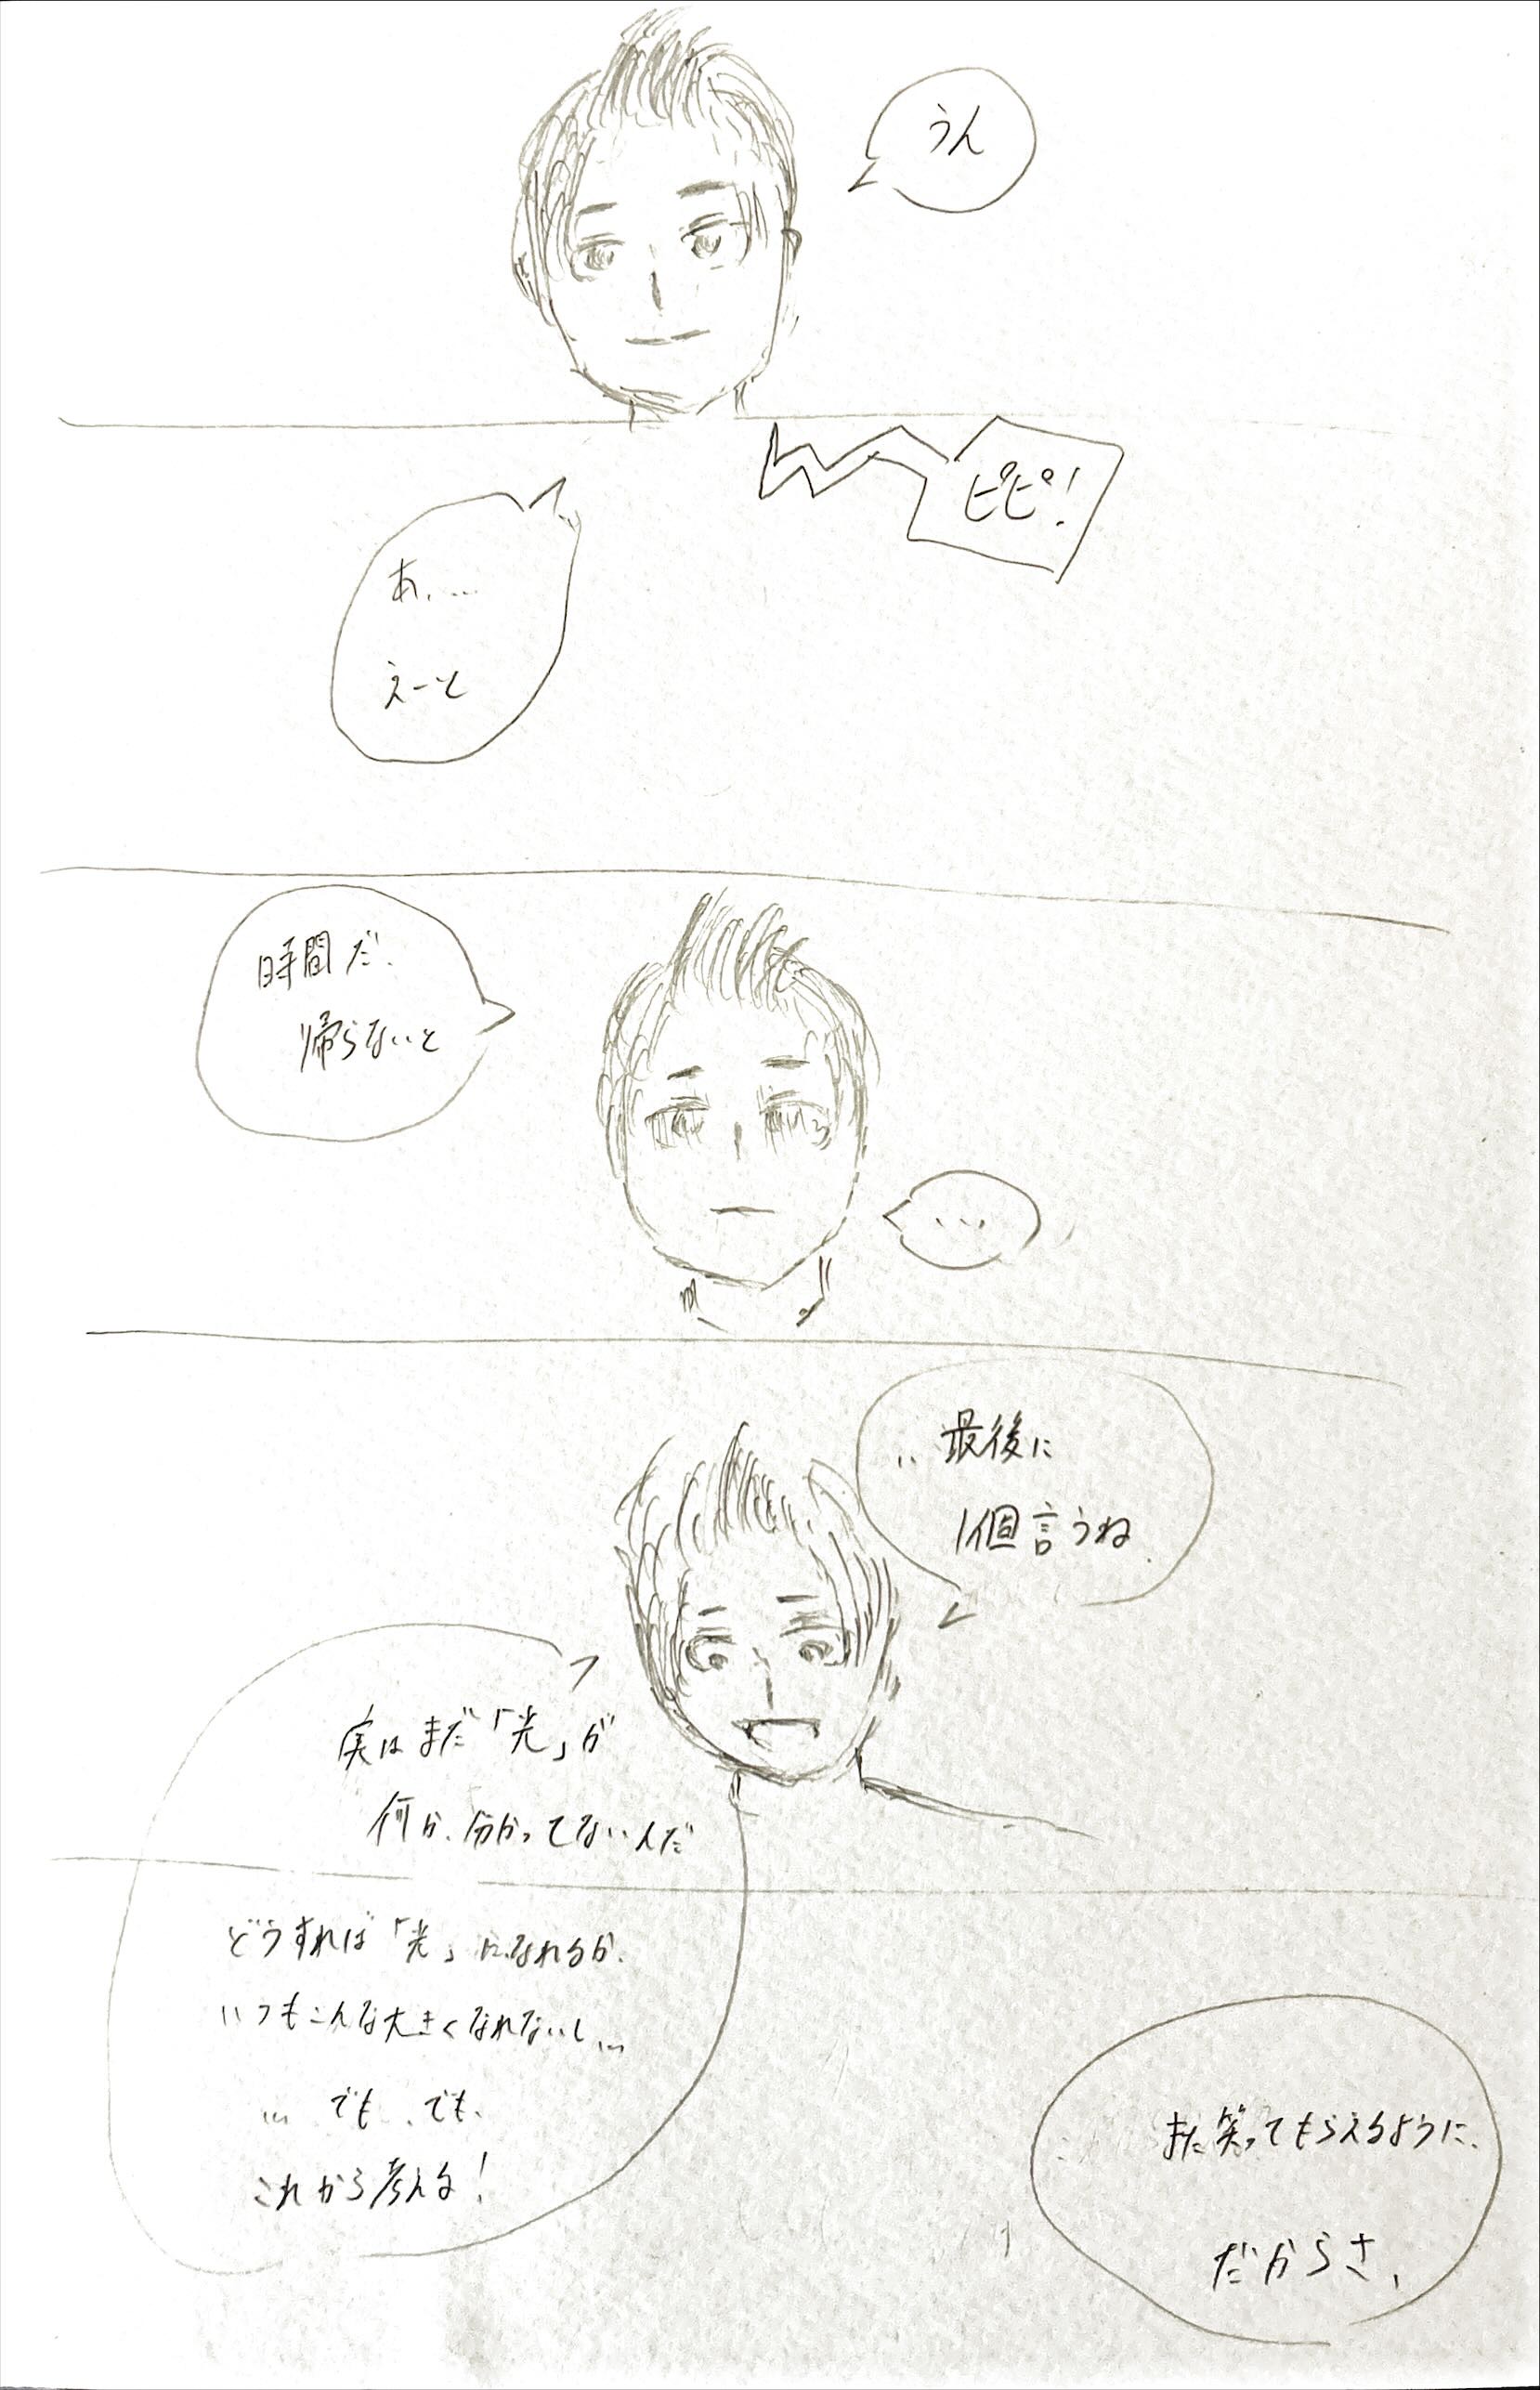 うん
ピピ!
あ、…
えーと
時間だ、
帰らないと
...
..最後に
1個言うね
実はまだ「光」が
何か、分かってないんだ
どうすれば「光」になれるか、
いつもこんな大きくなれないし…
… でも、でも、
これから考える!
また笑ってもらえるように、
だからさ、